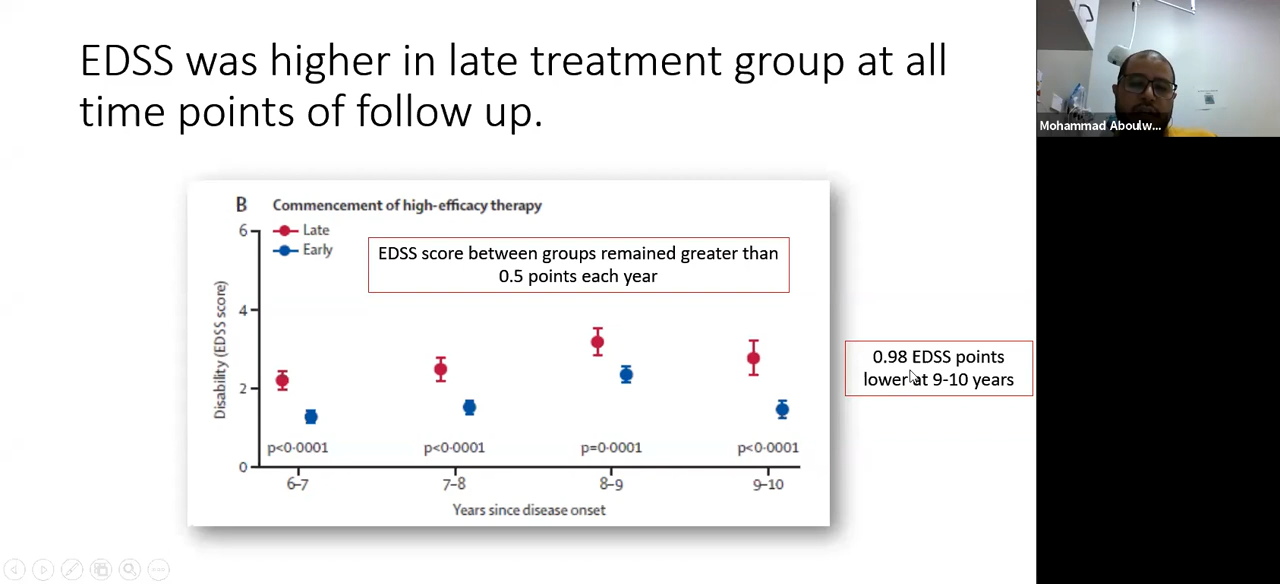 EDSS was higher in late treatment group at all
time points of follow up.
Mohammad Aboulw...
B Commencement of high-efficacy therapy
Late
Early
EDSS score between groups remained greater than
0.5 points each year
0.98 EDSS points
lower at 9-10 years
Disability (EDSS score)
6
4
2
0
p<0·0001 p<0·0001 p=0·0001 p<0·0001
6–7 7–8 8–9 9–10
Years since disease onset